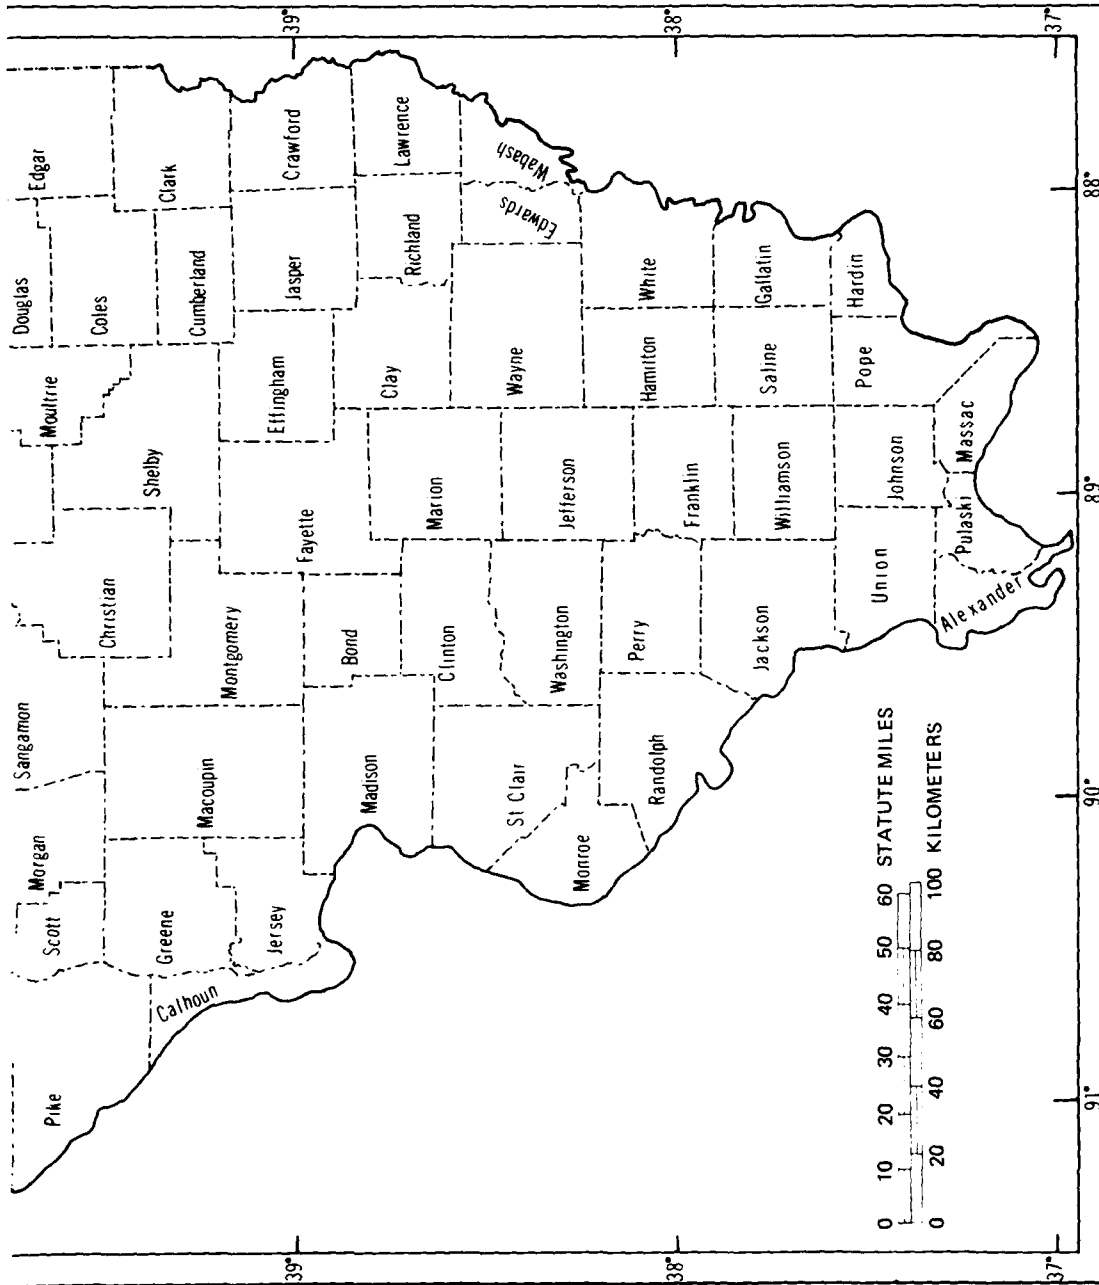 Edgar
Douglas
Coles
Clark
Cumberland
Moultrie
Shelby
Christian
Sangamon
Morgan
Scott
Pike
Crawford
Jasper
Effingham
Fayette
Montgomery
Macoupin
Greene
Calhoun
Jersey
Lawrence
Richland
Clay
Marion
Bond
Clinton
Madison
Wabash
Edwards
Wayne
Jefferson
Washington
St Clair
Monroe
White
Hamilton
Franklin
Perry
Randolph
Gallatin
Saline
Williamson
Jackson
Hardin
Pope
Johnson
Union
Massac
Pulaski
Alexander
39°
38°
37°
39°
38°
37°
88°
89°
90°
91°
0 10 20 30 40 50 60 STATUTE MILES
0 20 40 60 80 100 KILOMETERS